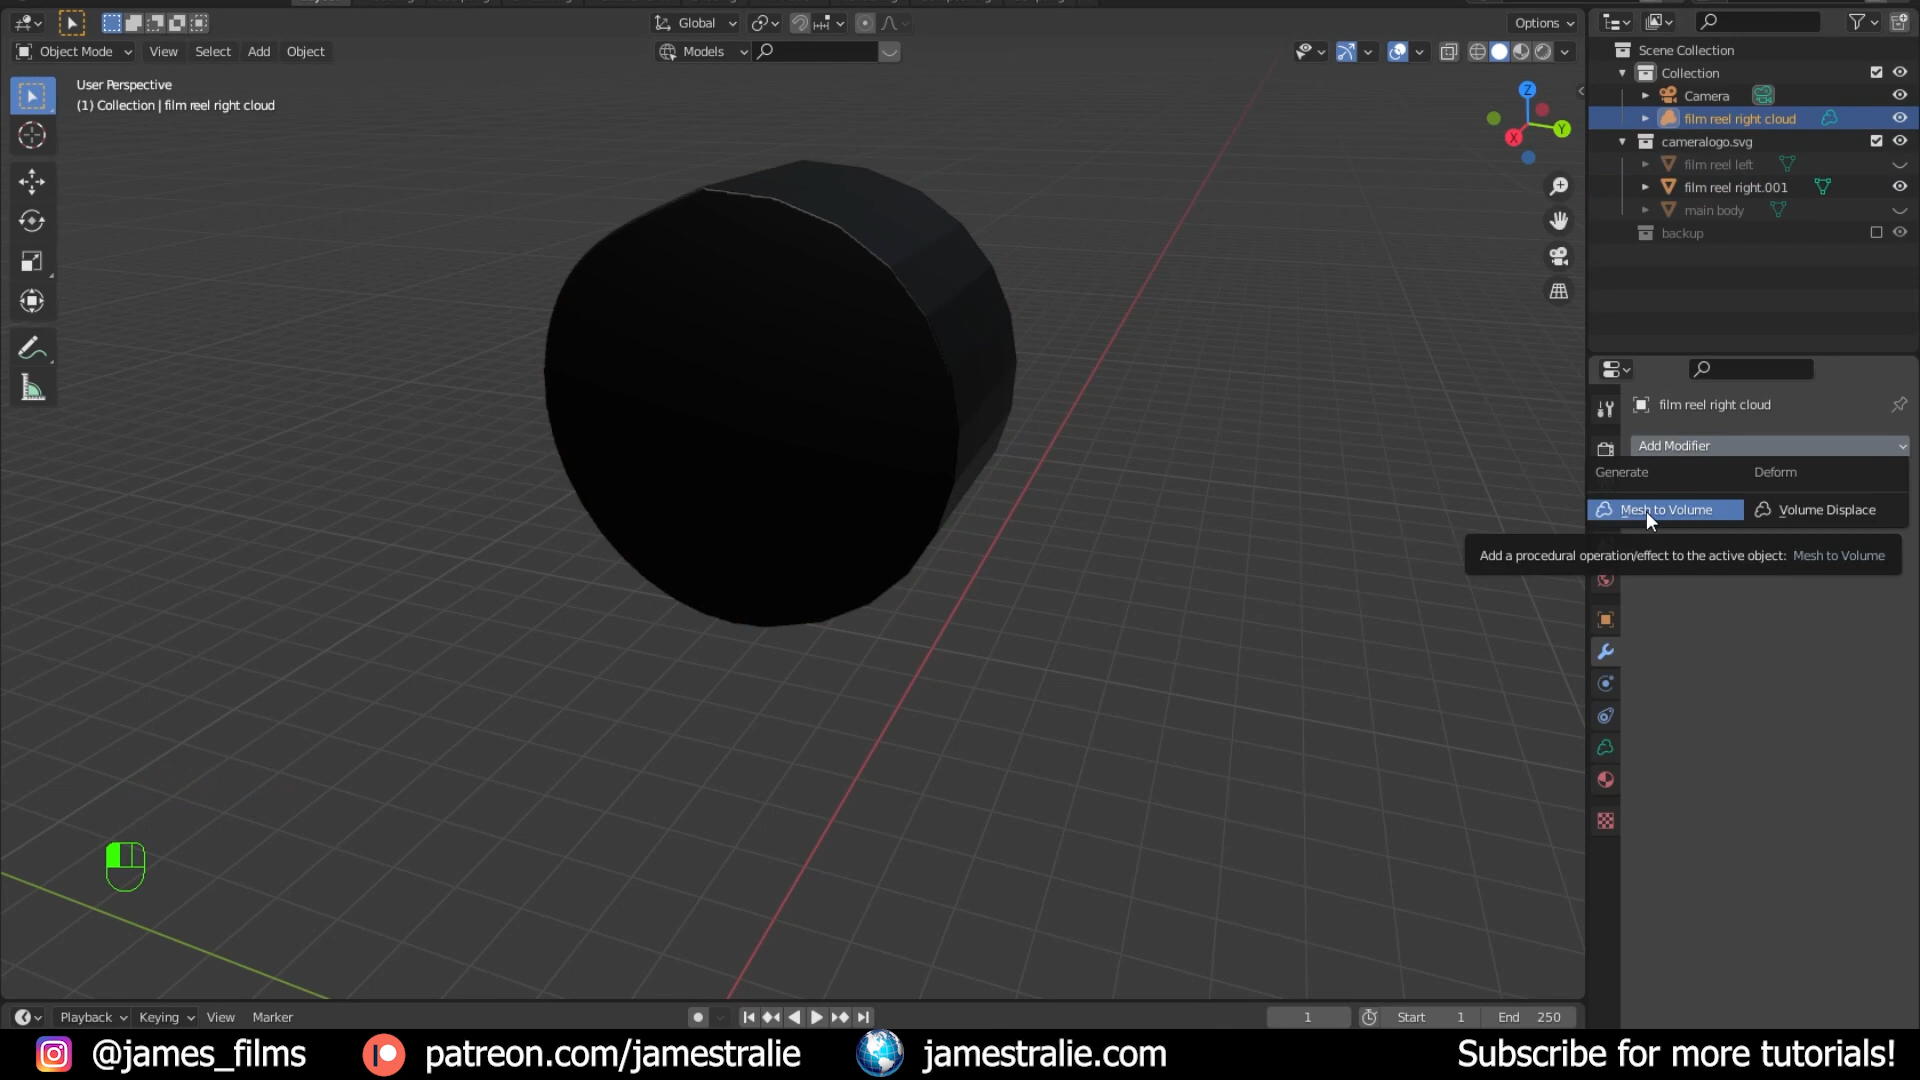 Global
Options
Object Mode
View
Select
Add
Object
Models
User Perspective
(1) Collection | film reel right cloud
Z
Y
X
Scene Collection
Collection
Camera
film reel right cloud
cameralogo.svg
film reel left
film reel right.001
main body
backup
film reel right cloud
Add Modifier
Generate
Deform
Mesh to Volume
Volume Displace
Add a procedural operation/effect to the active object: Mesh to Volume
Playback
Keying
View
Marker
1
Start 1
End 250
@james_films
patreon.com/jamestralie
jamestralie.com
Subscribe for more tutorials!